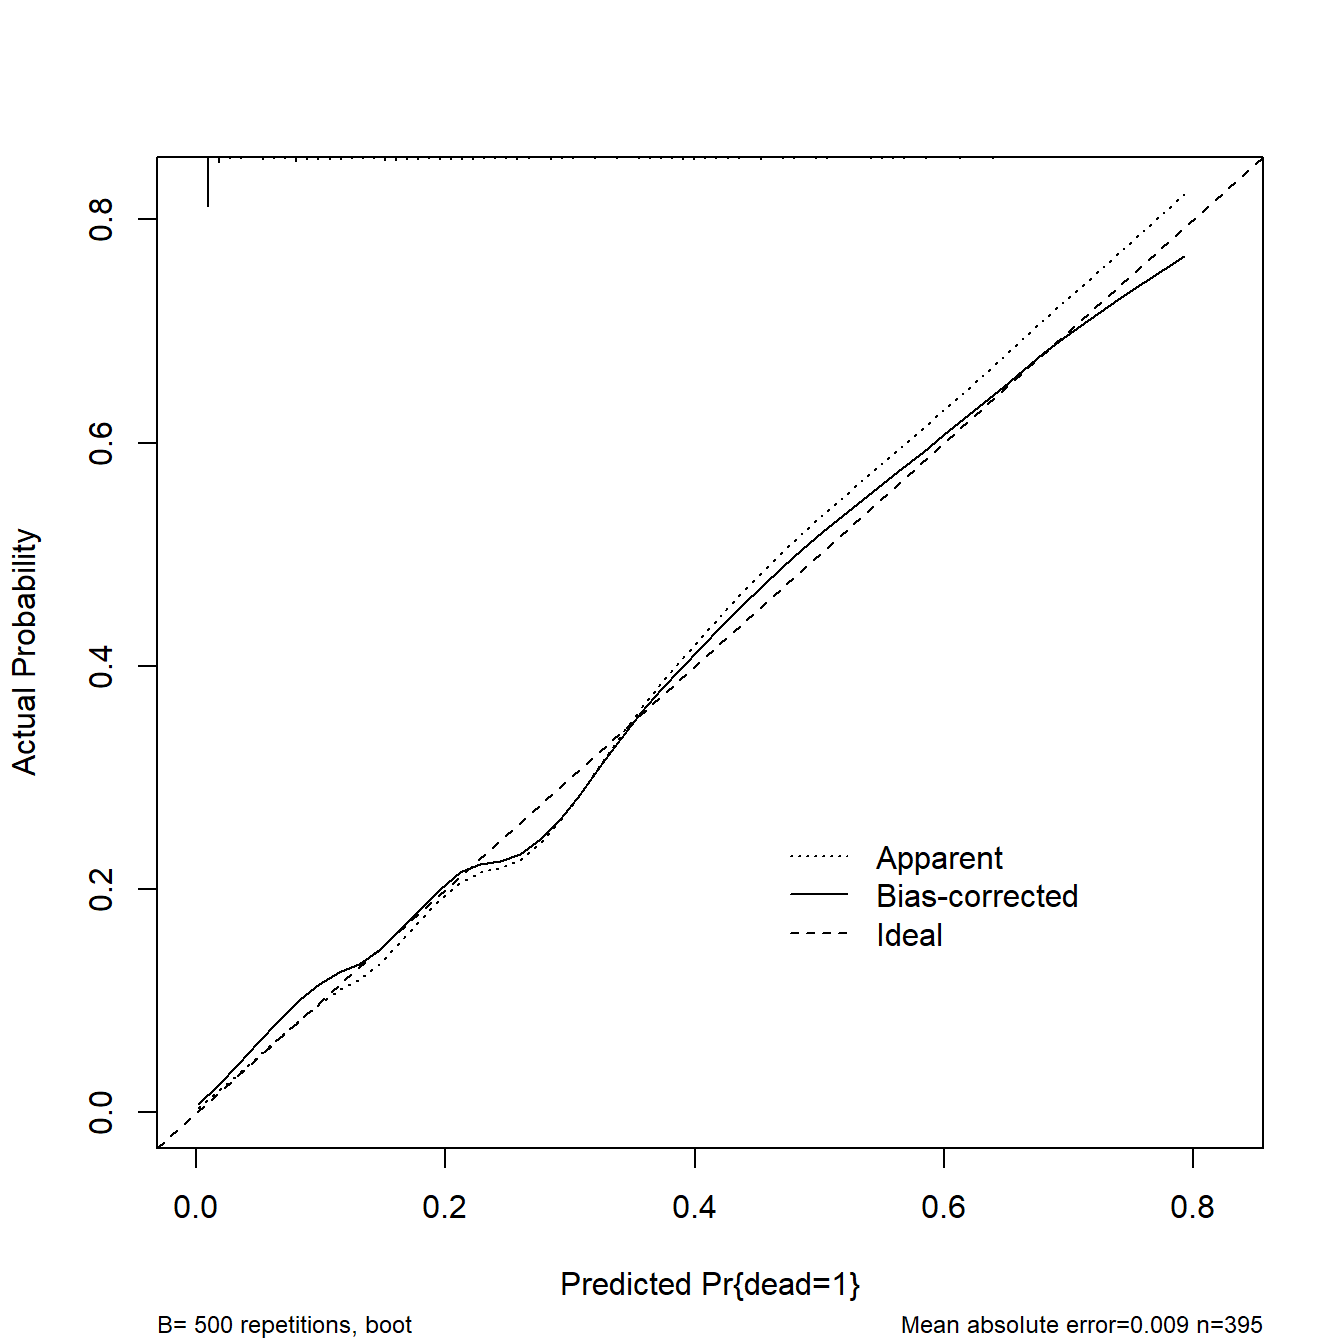 0.8
0.6
0.4
0.2
0.0
Actual Probability
Apparent
Bias-corrected
Ideal
0.0 0.2 0.4 0.6 0.8
Predicted Pr{dead=1}
B= 500 repetitions, boot
Mean absolute error=0.009 n=395